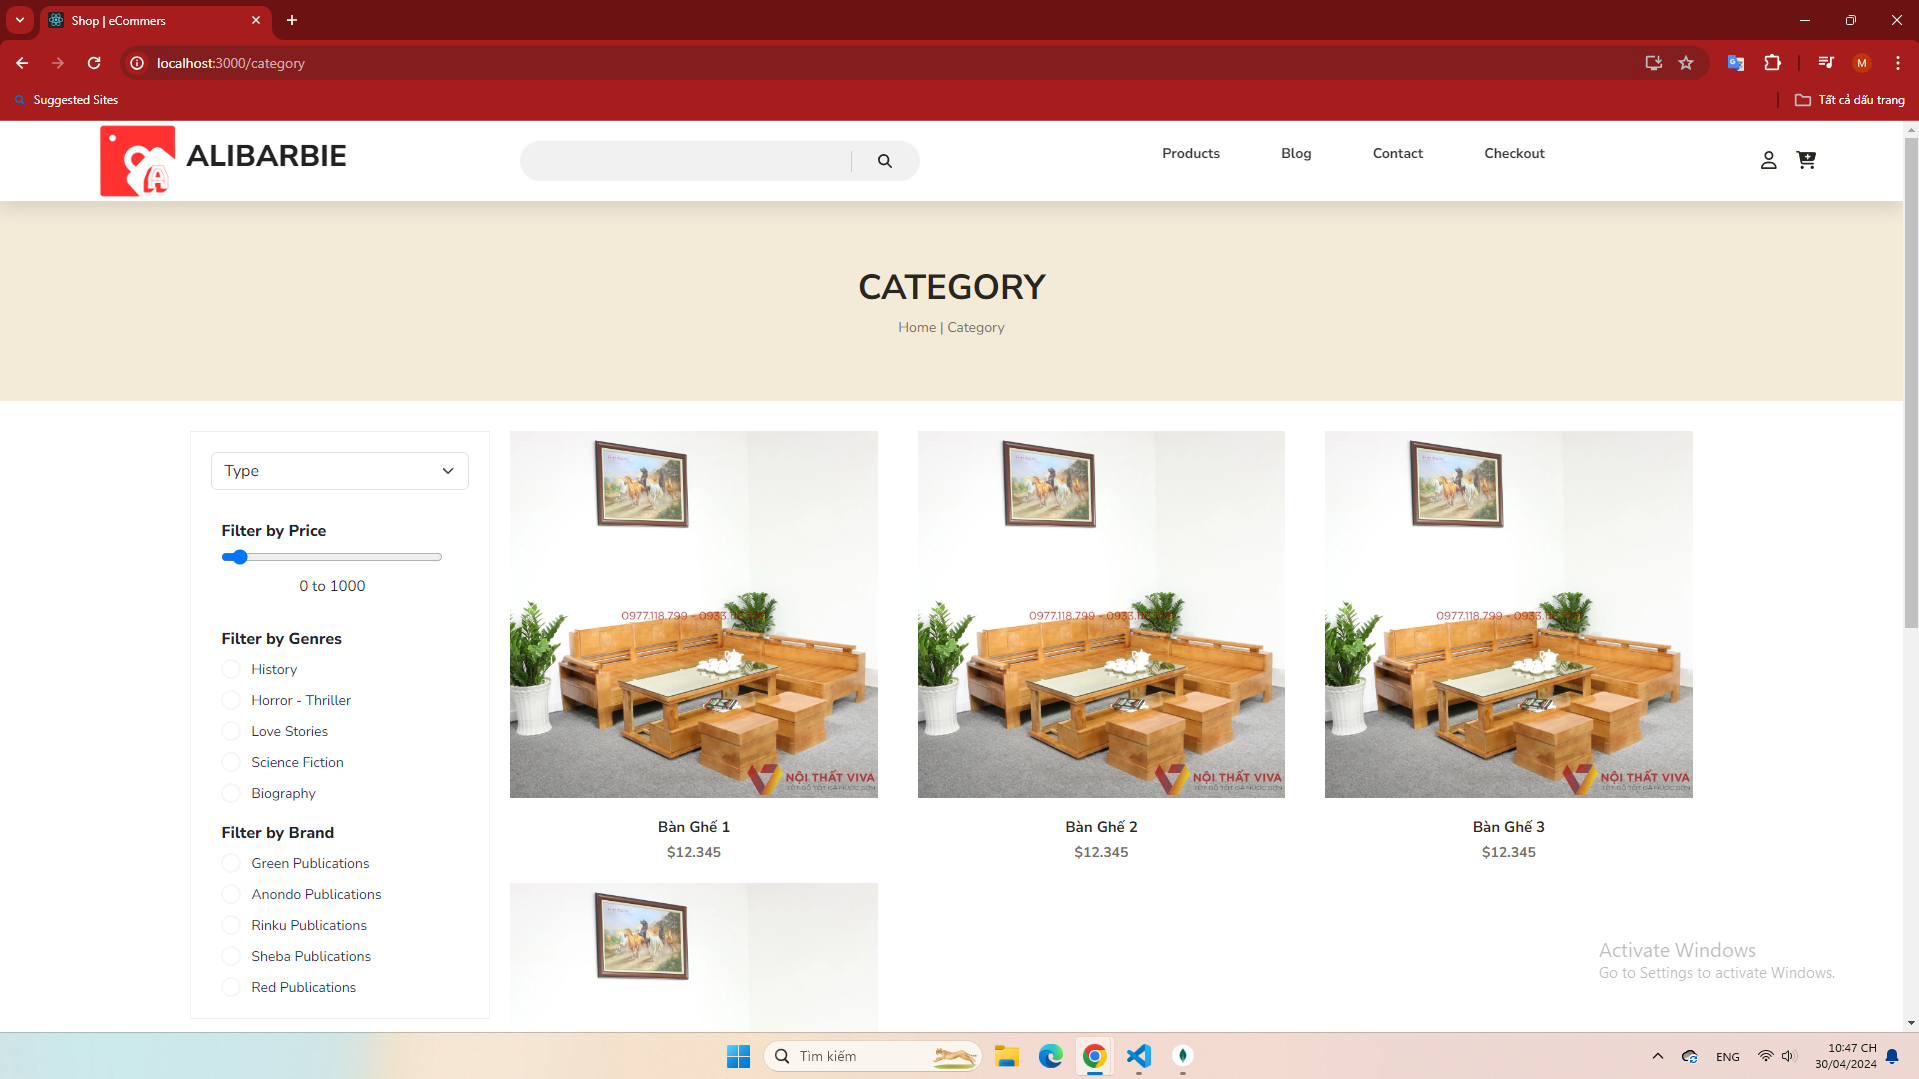 Shop | eCommers
localhost:3000/category
Suggested Sites
Tất cả dấu trang
ALIBARBIE
Products
Blog
Contact
Checkout
CATEGORY
Home | Category
Type
Filter by Price
0 to 1000
Filter by Genres
History
Horror - Thriller
Love Stories
Science Fiction
Biography
Filter by Brand
Green Publications
Anondo Publications
Rinku Publications
Sheba Publications
Red Publications
0977.118.799 - 0933.
NỘI THẤT VIVA
Bàn Ghế 1
$12.345
0977.118.799 - 0933.
NỘI THẤT VIVA
Bàn Ghế 2
$12.345
0977.118.799 - 0933.
NỘI THẤT VIVA
Bàn Ghế 3
$12.345
Activate Windows
Go to Settings to activate Windows.
Tìm kiếm
ENG
10:47 CH
30/04/2024
M